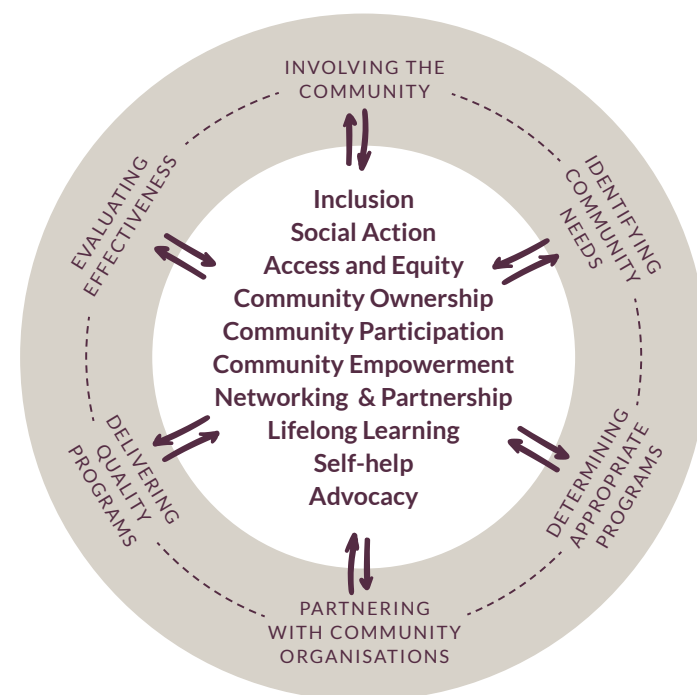 INVOLVING THE
COMMUNITY
IDENTIFYING
COMMUNITY
NEEDS
DETERMINING
APPROPRIATE
PROGRAMS
PARTNERING
WITH COMMUNITY
ORGANISATIONS
DELIVERING
QUALITY
PROGRAMS
EVALUATING
EFFECTIVENESS
Inclusion
Social Action
Access and Equity
Community Ownership
Community Participation
Community Empowerment
Networking & Partnership
Lifelong Learning
Self-help
Advocacy